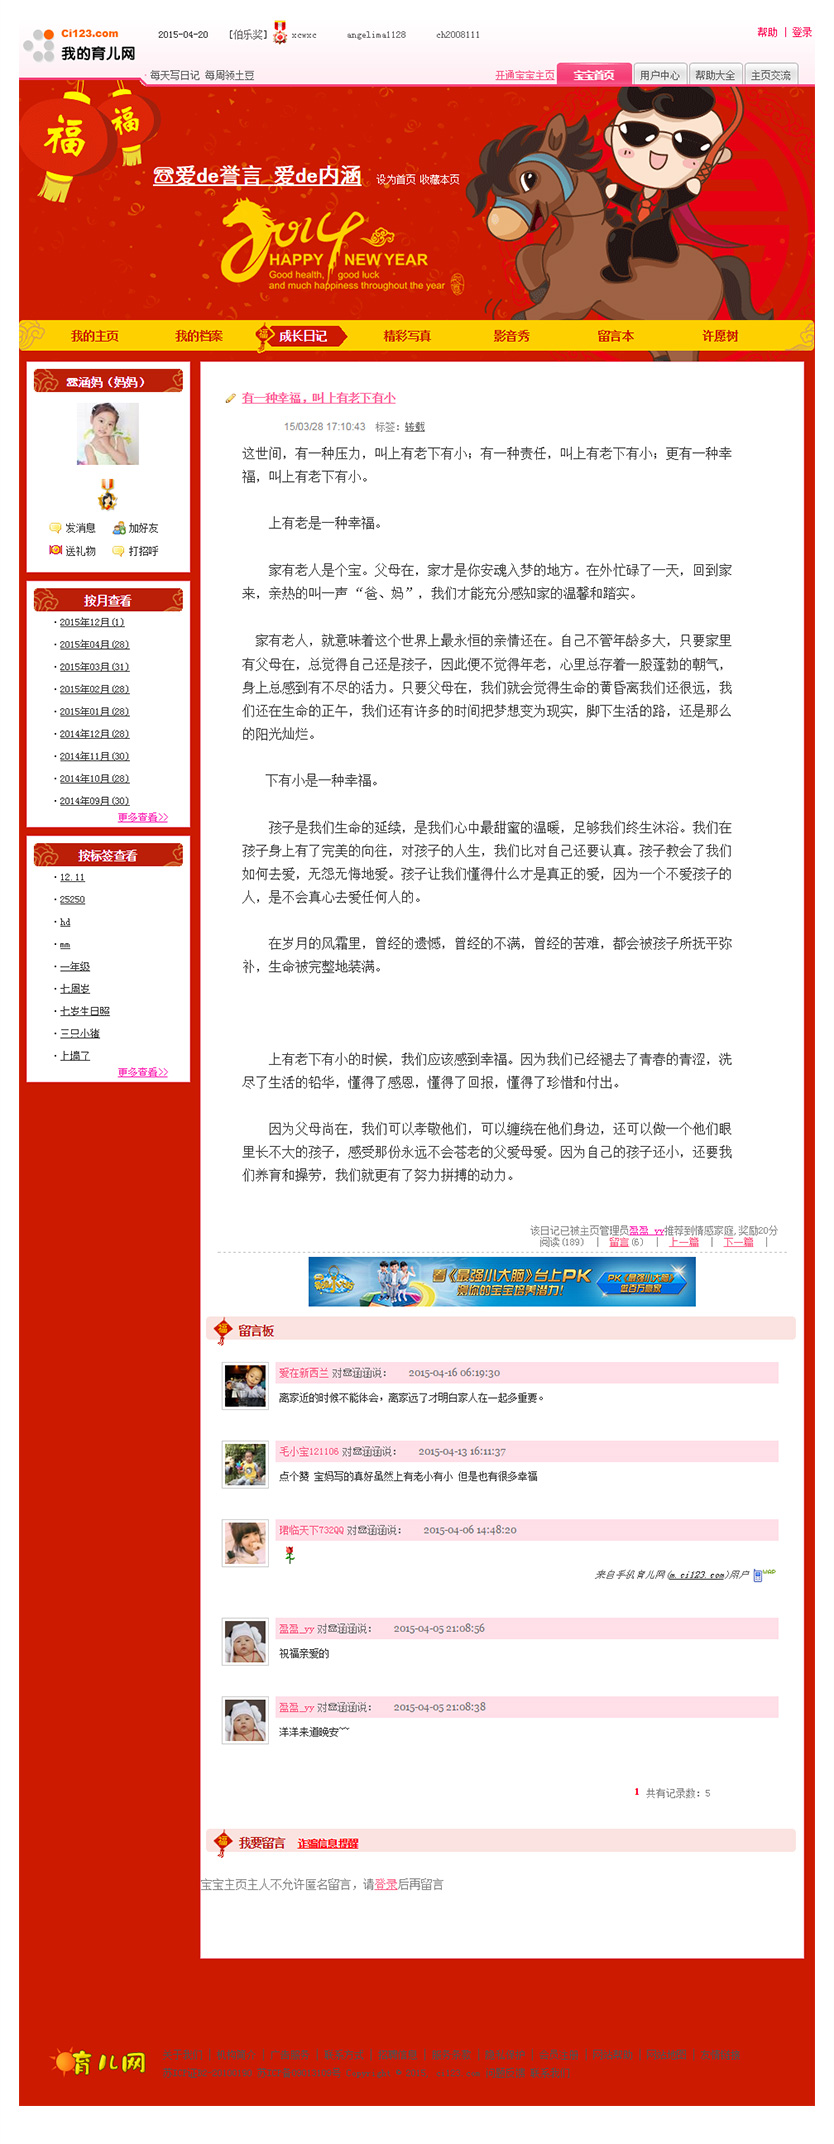 Ci123.com
我的育儿网
2015-04-20 【伯乐奖】 xcwxc angelima1128 ch2008111
帮助 | 登录
· 每天写日记 每周领土豆
开通宝宝主页 宝宝首页 用户中心 帮助大全 主页交流
福
福
爱de誉言_爱de内涵 设为首页 收藏本页
2014
HAPPY NEW YEAR
Good health, good luck
and much happiness throughout the year
我的主页 我的档案 成长日记 精彩写真 影音秀 留言本 许愿树
涵妈（妈妈）
发消息 加好友
送礼物 打招呼
按月查看
· 2015年12月(1)
· 2015年04月(28)
· 2015年03月(31)
· 2015年02月(28)
· 2015年01月(28)
· 2014年12月(28)
· 2014年11月(30)
· 2014年10月(28)
· 2014年09月(30)
更多查看>>
按标签查看
· 12.11
· 25250
· hd
· mm
· 一年级
· 七周岁
· 七岁生日照
· 三只小猪
· 上墙了
更多查看>>
有一种幸福，叫上有老下有小
15/03/28 17:10:43 标签：转载
这世间，有一种压力，叫上有老下有小；有一种责任，叫上有老下有小；更有一种幸
福，叫上有老下有小。
上有老是一种幸福。
家有老人是个宝。父母在，家才是你安魂入梦的地方。在外忙碌了一天，回到家
来，亲热的叫一声“爸、妈”，我们才能充分感知家的温馨和踏实。
家有老人，就意味着这个世界上最永恒的亲情还在。自己不管年龄多大，只要家里
有父母在，总觉得自己还是孩子，因此便不觉得年老，心里总存着一股蓬勃的朝气，
身上总感到有不尽的活力。只要父母在，我们就会觉得生命的黄昏离我们还很远，我
们还在生命的正午，我们还有许多的时间把梦想变为现实，脚下生活的路，还是那么
的阳光灿烂。
下有小是一种幸福。
孩子是我们生命的延续，是我们心中最甜蜜的温暖，足够我们终生沐浴。我们在
孩子身上有了完美的向往，对孩子的人生，我们比对自己还要认真。孩子教会了我们
如何去爱，无怨无悔地爱。孩子让我们懂得什么才是真正的爱，因为一个不爱孩子的
人，是不会真心去爱任何人的。
在岁月的风霜里，曾经的遗憾，曾经的不满，曾经的苦难，都会被孩子所抚平弥
补，生命被完整地装满。
上有老下有小的时候，我们应该感到幸福。因为我们已经褪去了青春的青涩，洗
尽了生活的铅华，懂得了感恩，懂得了回报，懂得了珍惜和付出。
因为父母尚在，我们可以孝敬他们，可以缠绕在他们身边，还可以做一个他们眼
里长不大的孩子，感受那份永远不会苍老的父爱母爱。因为自己的孩子还小，还要我
们养育和操劳，我们就更有了努力拼搏的动力。
该日记已被主页管理员盈盈_yy推荐到情感家庭,奖励20分
阅读(189) | 留言(6) | 上一篇 | 下一篇 |
看《最强小大脑》台上PK
测你的宝宝培养潜力!
PK《最强小大脑》
赢百万赢家
留言板
爱在新西兰 对涵涵说： 2015-04-16 06:19:30
离家近的时候不能体会，离家远了才明白家人在一起多重要。
毛小宝121106 对涵涵说： 2015-04-13 16:11:37
点个赞 宝妈写的真好虽然上有老小有小 但是也有很多幸福
珺临天下732QQ 对涵涵说： 2015-04-06 14:48:20
来自手机育儿网(m.ci123.com)用户
盈盈_yy 对涵涵说： 2015-04-05 21:08:56
祝福亲爱的
盈盈_yy 对涵涵说： 2015-04-05 21:08:38
洋洋来道晚安~~
1 共有记录数：5
我要留言 诈骗信息提醒
宝宝主页主人不允许匿名留言，请登录后再留言
育儿网